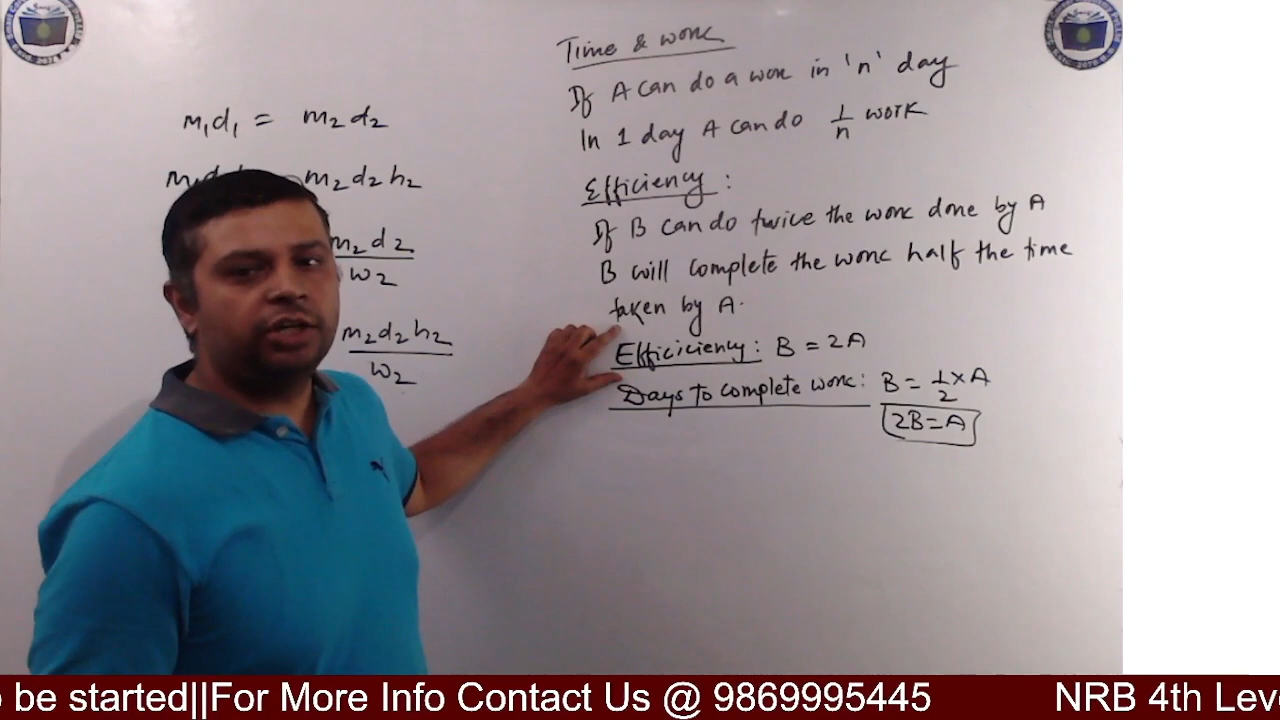 Time & work
If A can do a work in 'n' day
In 1 day A can do 1/n work
Efficiency:
If B can do twice the work done by A
B will complete the work half the time
taken by A.
Efficiciency: B = 2A
Days to complete work: B = 1/2 × A
2B = A
m₁d₁ = m₂d₂
m₂d₂h₂
m₂d₂
w₂
m₂d₂h₂
w₂
o be started||For More Info Contact Us @ 9869995445 NRB 4th Leve